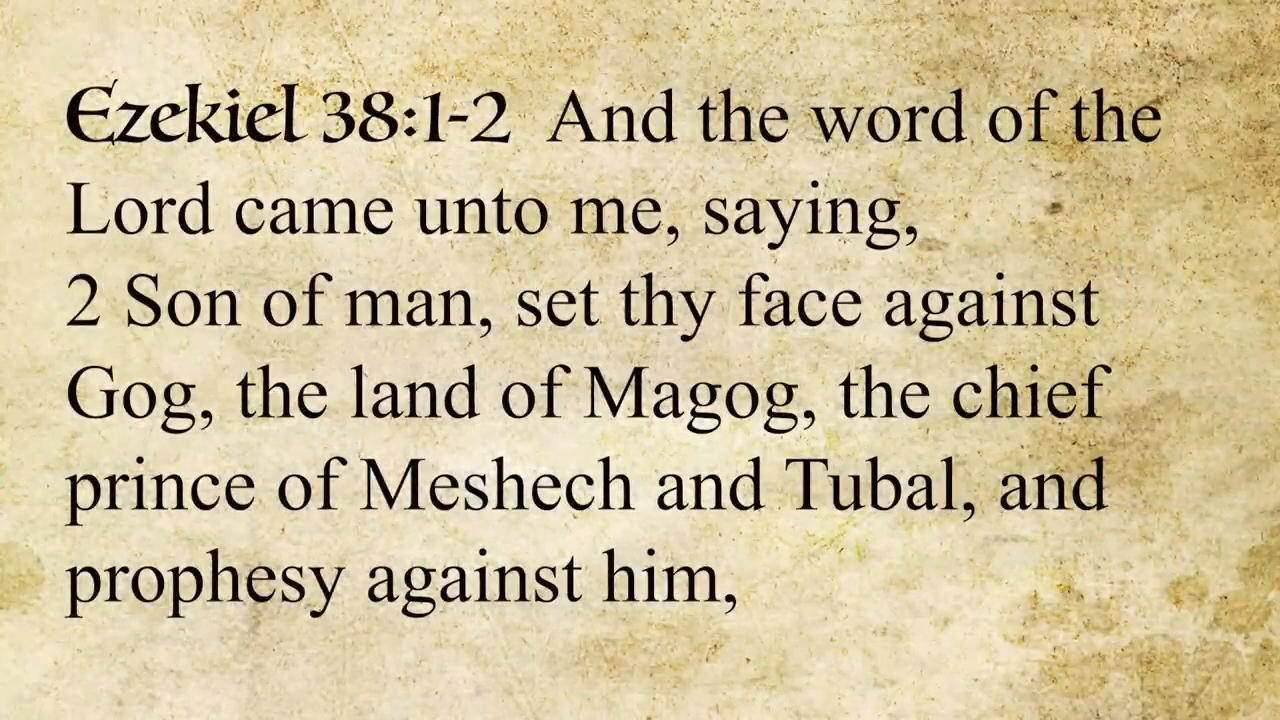 Ezekiel 38:1-2 And the word of the
Lord came unto me, saying,
2 Son of man, set thy face against
Gog, the land of Magog, the chief
prince of Meshech and Tubal, and
prophesy against him,